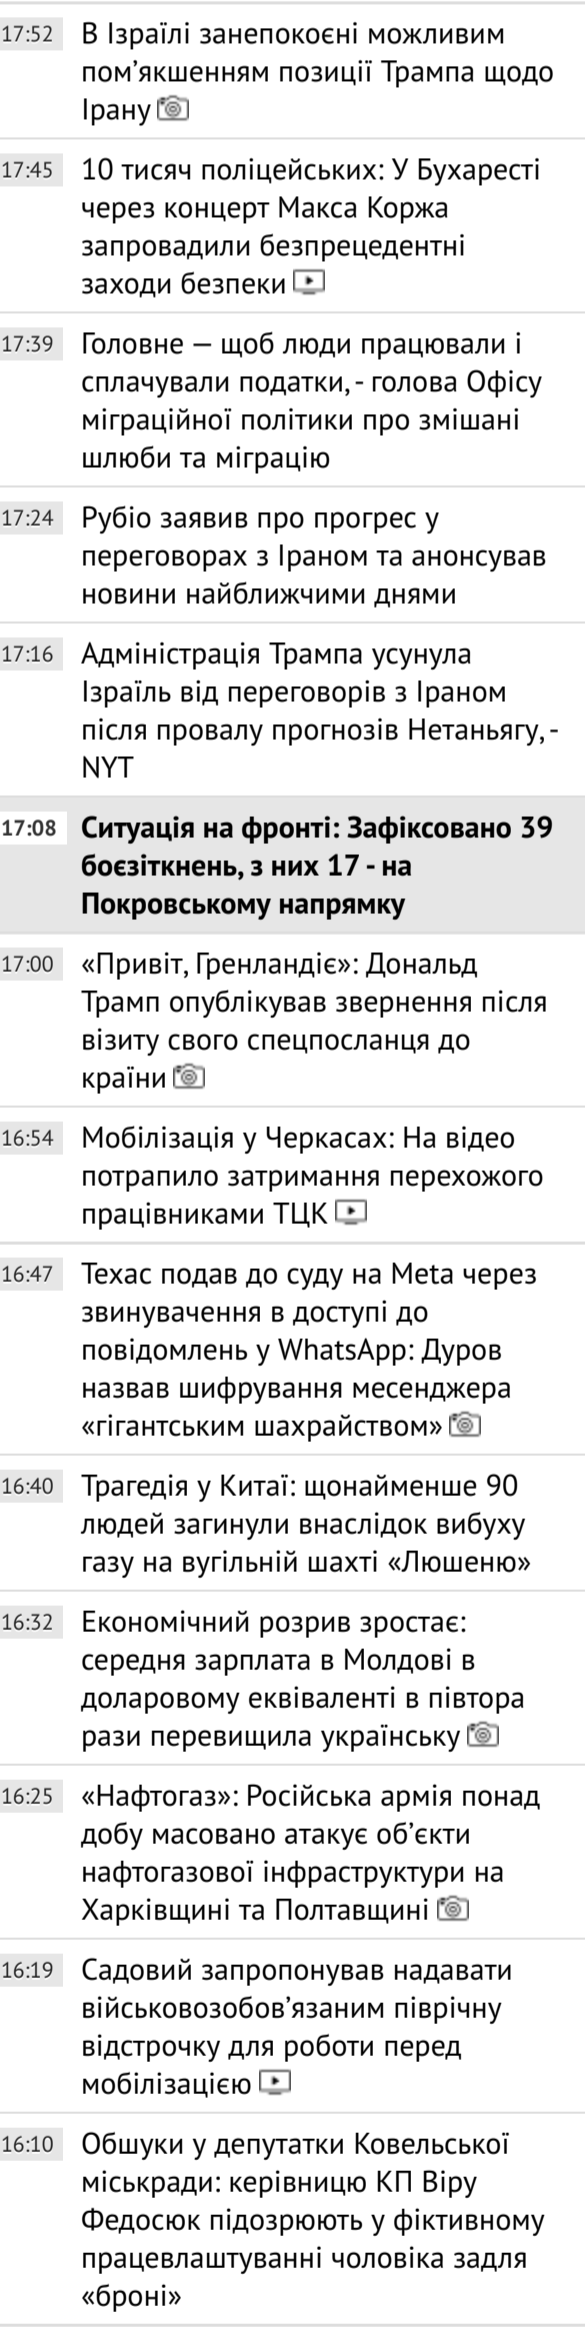 17:52
В Ізраїлі занепокоєні можливим
пом’якшенням позиції Трампа щодо
Ірану
17:45
10 тисяч поліцейських: У Бухаресті
через концерт Макса Коржа
запровадили безпрецедентні
заходи безпеки
17:39
Головне — щоб люди працювали і
сплачували податки, - голова Офісу
міграційної політики про змішані
шлюби та міграцію
17:24
Рубіо заявив про прогрес у
переговорах з Іраном та анонсував
новини найближчими днями
17:16
Адміністрація Трампа усунула
Ізраїль від переговорів з Іраном
після провалу прогнозів Нетаньягу, -
NYT
17:08
Ситуація на фронті: Зафіксовано 39
боєзіткнень, з них 17 - на
Покровському напрямку
17:00
«Привіт, Гренландіє»: Дональд
Трамп опублікував звернення після
візиту свого спецпосланця до
країни
16:54
Мобілізація у Черкасах: На відео
потрапило затримання перехожого
працівниками ТЦК
16:47
Техас подав до суду на Meta через
звинувачення в доступі до
повідомлень у WhatsApp: Дуров
назвав шифрування месенджера
«гігантським шахрайством»
16:40
Трагедія у Китаї: щонайменше 90
людей загинули внаслідок вибуху
газу на вугільній шахті «Люшеню»
16:32
Економічний розрив зростає:
середня зарплата в Молдові в
доларовому еквіваленті в півтора
рази перевищила українську
16:25
«Нафтогаз»: Російська армія понад
добу масовано атакує об’єкти
нафтогазової інфраструктури на
Харківщині та Полтавщині
16:19
Садовий запропонував надавати
військовозобов’язаним піврічну
відстрочку для роботи перед
мобілізацією
16:10
Обшуки у депутатки Ковельської
міськради: керівницю КП Віру
Федосюк підозрюють у фіктивному
працевлаштуванні чоловіка задля
«броні»